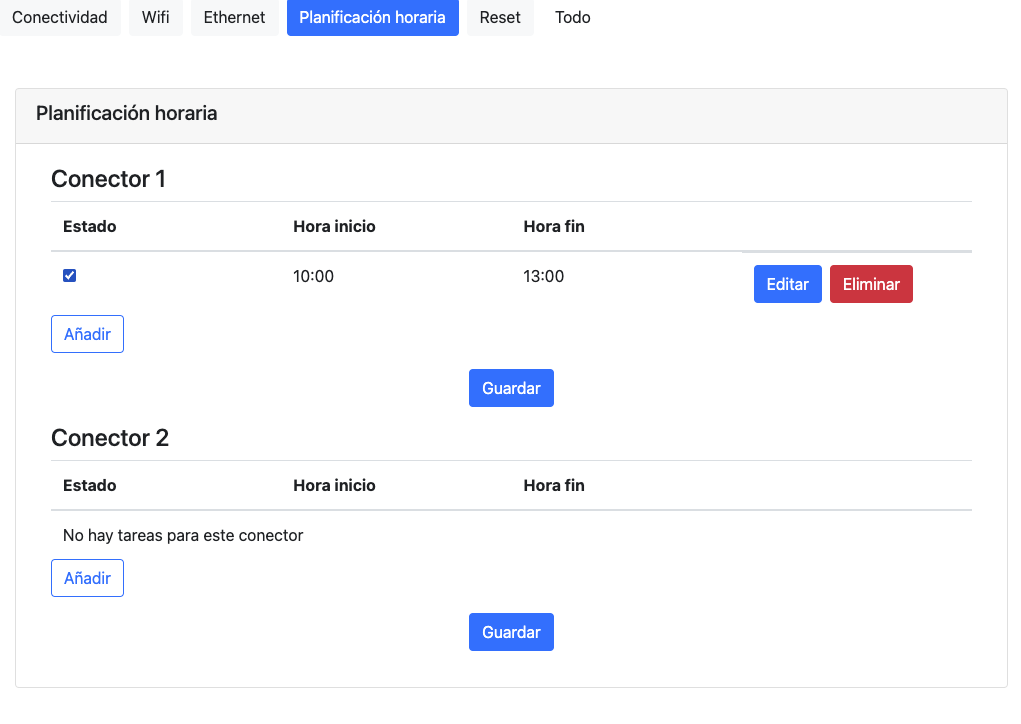 Conectividad Wifi Ethernet Planificación horaria Reset Todo
Planificación horaria
Conector 1
Estado Hora inicio Hora fin
10:00 13:00 Editar Eliminar
Añadir
Guardar
Conector 2
Estado Hora inicio Hora fin
No hay tareas para este conector
Añadir
Guardar